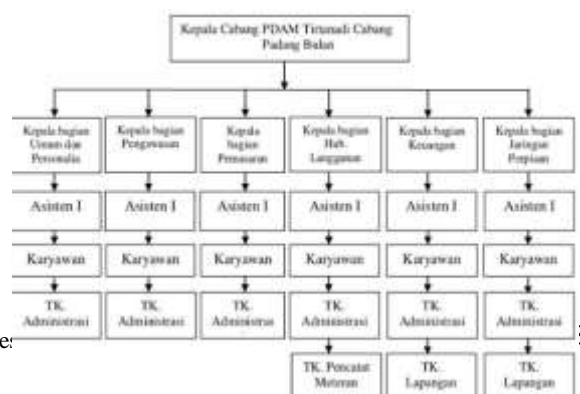 Kepala Cabang PDAM Tirtanadi Cabang
Padang Bulan
Kepala bagian
Umum dan
Personalia
Kepala bagian
Pengawasan
Kepala
bagian
Pemasaran
Kepala bagian
Hub.
Langganan
Kepala bagian
Keuangan
Kepala bagian
Jaringan
Perpipaan
Asisten I
Asisten I
Asisten I
Asisten I
Asisten I
Asisten I
Karyawan
Karyawan
Karyawan
Karyawan
Karyawan
Karyawan
TK.
Administrasi
TK.
Administrasi
TK.
Administras
TK.
Administrasi
TK.
Administrasi
TK.
Administrasi
TK. Pencatat
Meteran
TK.
Lapangan
TK.
Lapangan